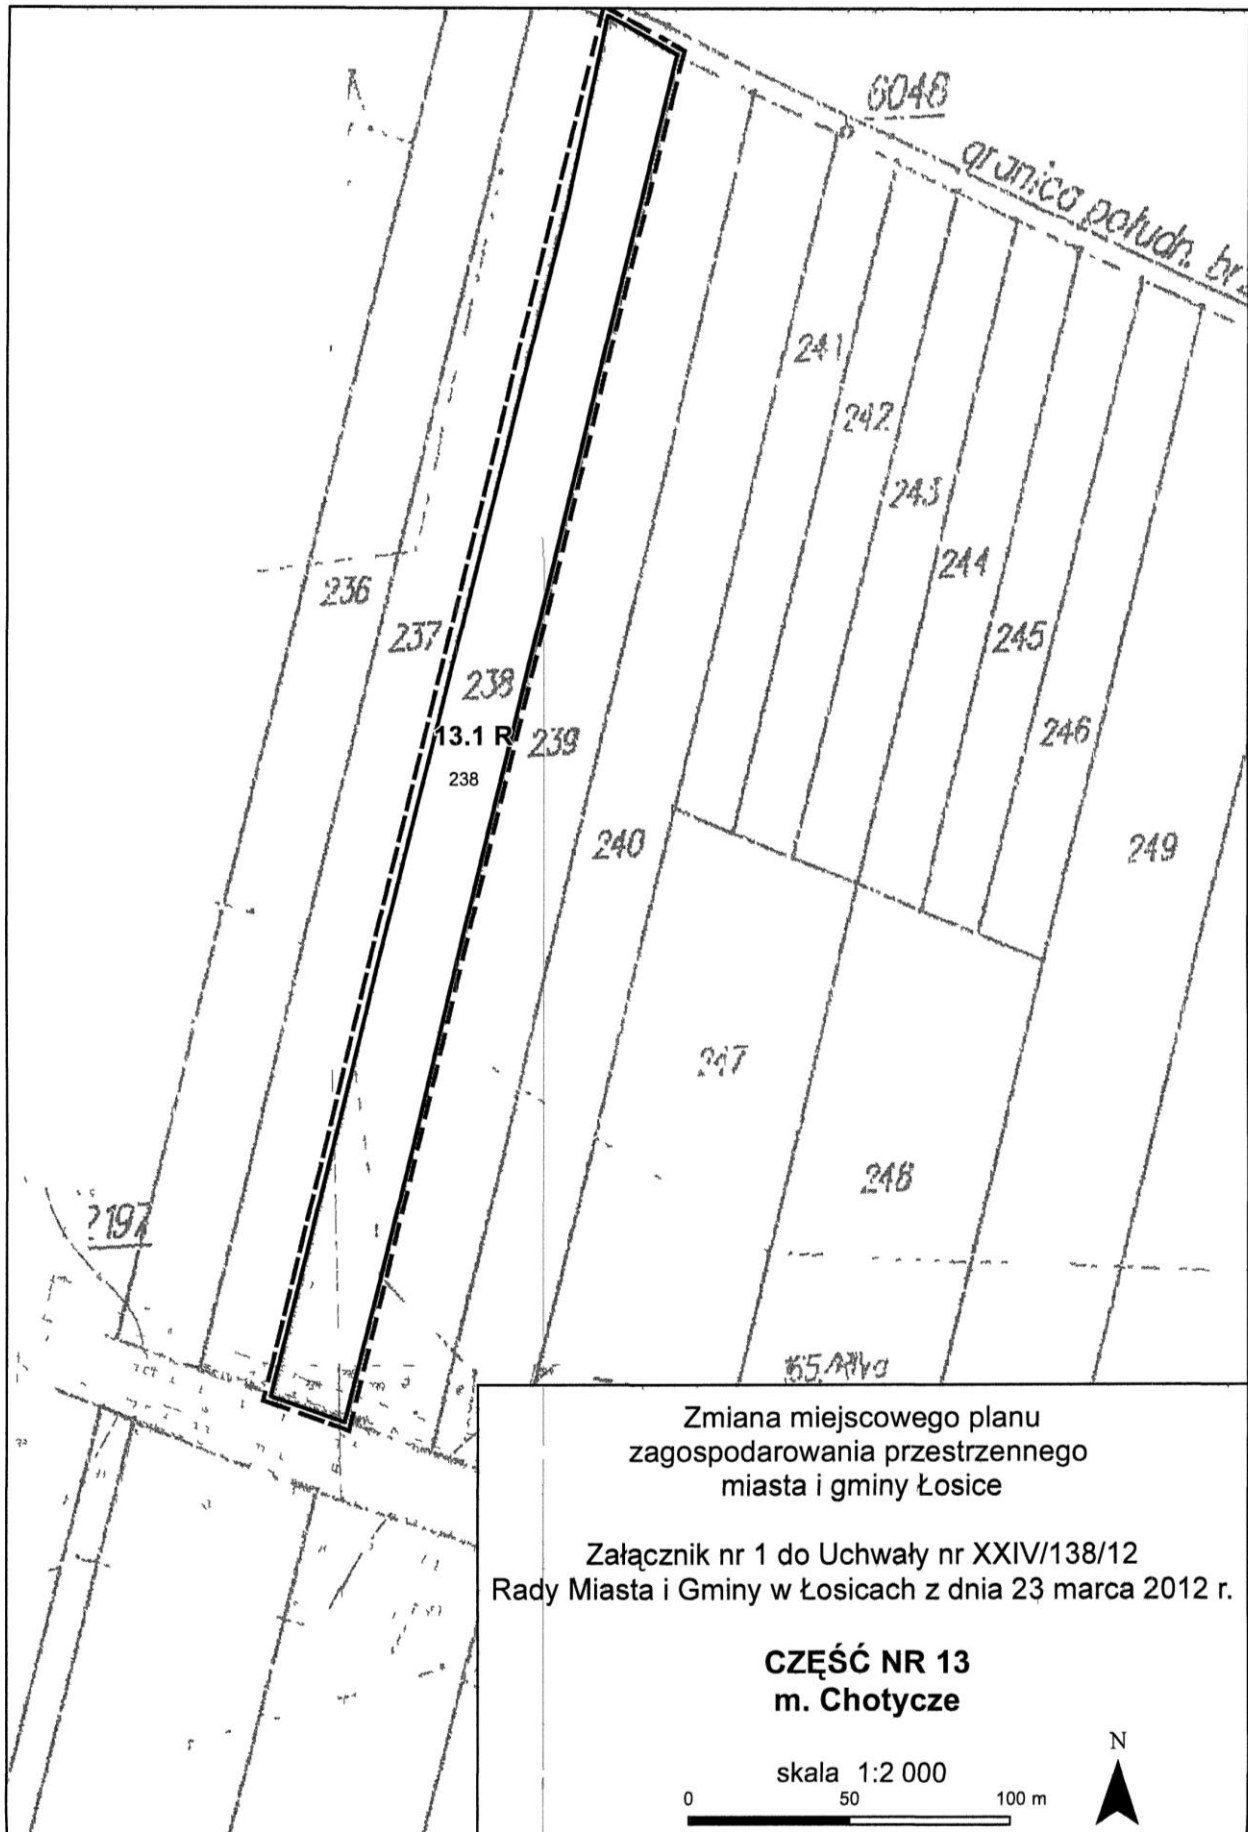 6048
granica połudn.
241
242
243
244
245
246
236
237
238
13.1 R
238
239
240
249
247
248
2197
Zmiana miejscowego planu
zagospodarowania przestrzennego
miasta i gminy Łosice
Załącznik nr 1 do Uchwały nr XXIV/138/12
Rady Miasta i Gminy w Łosicach z dnia 23 marca 2012 r.
CZĘŚĆ NR 13
m. Chotycze
N
skala 1:2 000
0 50 100 m